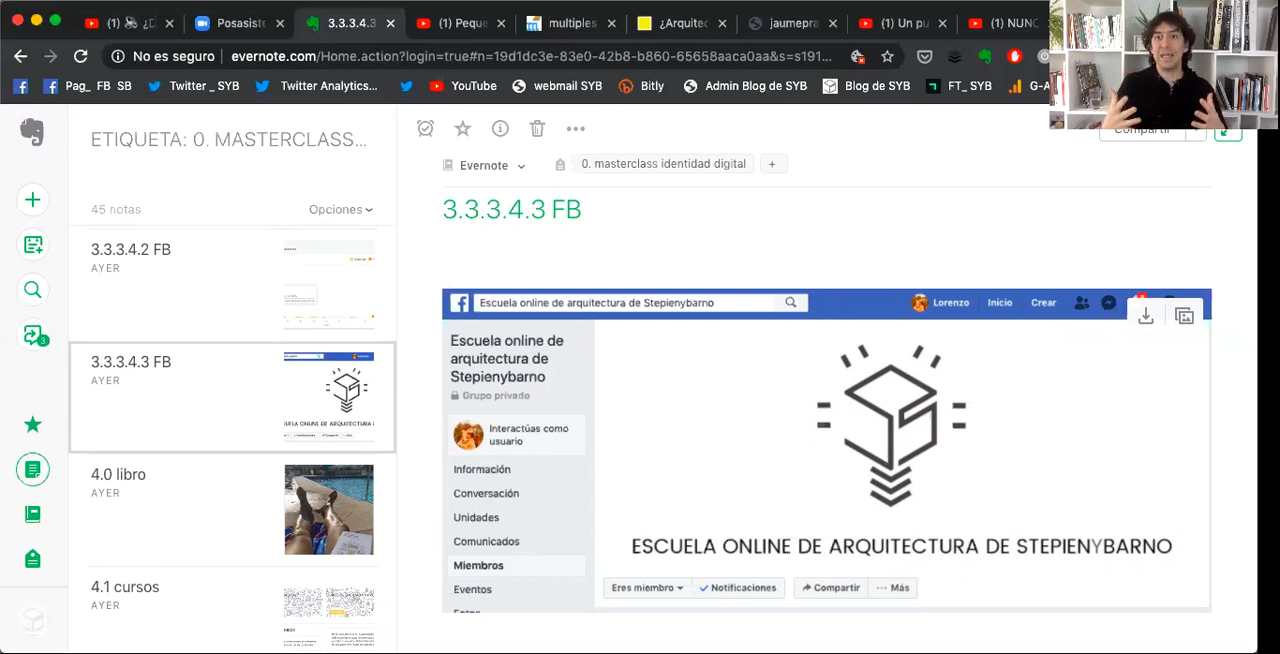 (1)
Posasiste
3.3.3.4.3
(1) Peque
multiples.
¿Arquitec
jaumepra
(1) Un pu
(1) NUNC
No es seguro
evernote.com/Home.action?login=true#n=19d1dc3e-83e0-42b8-b860-65658aaea0aa&s=s191...
Pag_ FB SB
Twitter _ SYB
Twitter Analytics...
YouTube
webmail SYB
Bitly
Admin Blog de SYB
Blog de SYB
FT_ SYB
G-A
ETIQUETA: 0. MASTERCLASS...
45 notas
Opciones
3.3.3.4.2 FB
AYER
3.3.3.4.3 FB
AYER
4.0 libro
AYER
4.1 cursos
AYER
3
Compartir
Evernote
0. masterclass identidad digital
+
3.3.3.4.3 FB
Escuela online de arquitectura de Stepienybarno
Lorenzo
Inicio
Crear
Escuela online de
arquitectura de
Stepienybarno
Grupo privado
Interactúas como
usuario
Información
Conversación
Unidades
Comunicados
Miembros
Eventos
ESCUELA ONLINE DE ARQUITECTURA DE STEPIENYBARNO
Eres miembro
Notificaciones
Compartir
Más